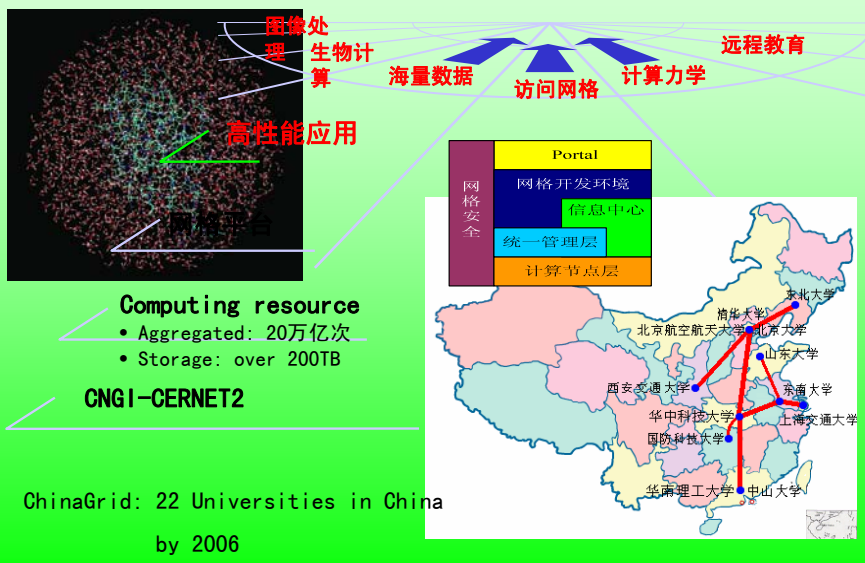 图像处
理　生物计
算
海量数据
访问网格
计算力学
远程教育
高性能应用
网格平台
网格安全
Portal
网格开发环境
信息中心
统一管理层
计算节点层
Computing resource
• Aggregated: 20万亿次
• Storage: over 200TB
CNGI-CERNET2
东北大学
清华大学
北京航空航天大学
北京大学
山东大学
西安交通大学
东南大学
华中科技大学
上海交通大学
国防科技大学
华南理工大学
中山大学
ChinaGrid: 22 Universities in China
by 2006